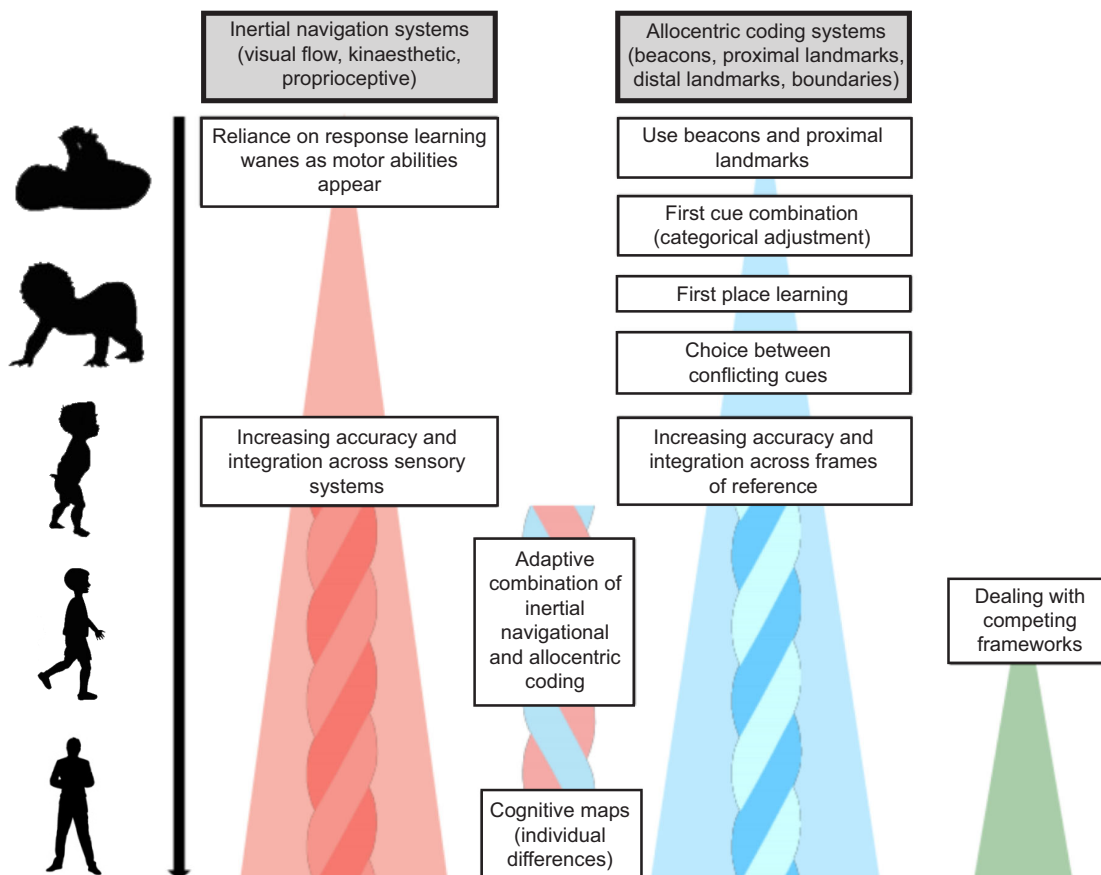 Inertial navigation systems
(visual flow, kinaesthetic,
proprioceptive)
Allocentric coding systems
(beacons, proximal landmarks,
distal landmarks, boundaries)
Reliance on response learning
wanes as motor abilities
appear
Use beacons and proximal
landmarks
First cue combination
(categorical adjustment)
First place learning
Choice between
conflicting cues
Increasing accuracy and
integration across sensory
systems
Increasing accuracy and
integration across frames
of reference
Adaptive
combination of
inertial
navigational
and allocentric
coding
Dealing with
competing
frameworks
Cognitive maps
(individual
differences)